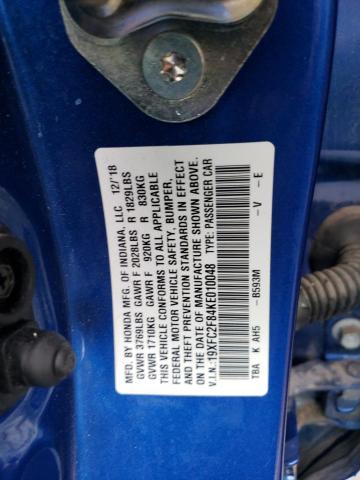 MFD. BY HONDA MFG. OF INDIANA, LLC 12/'18
GVWR 3769LBS GAWR F 2028LBS R 1829LBS
GVWR 1710KG GAWR F 920KG R 830KG
THIS VEHICLE CONFORMS TO ALL APPLICABLE
FEDERAL MOTOR VEHICLE SAFETY, BUMPER,
AND THEFT PREVENTION STANDARDS IN EFFECT
ON THE DATE OF MANUFACTURE SHOWN ABOVE.
V.I.N.: 19XFC2F84KE010048 TYPE: PASSENGER CAR
TBA K AH5 -B593M -V -E